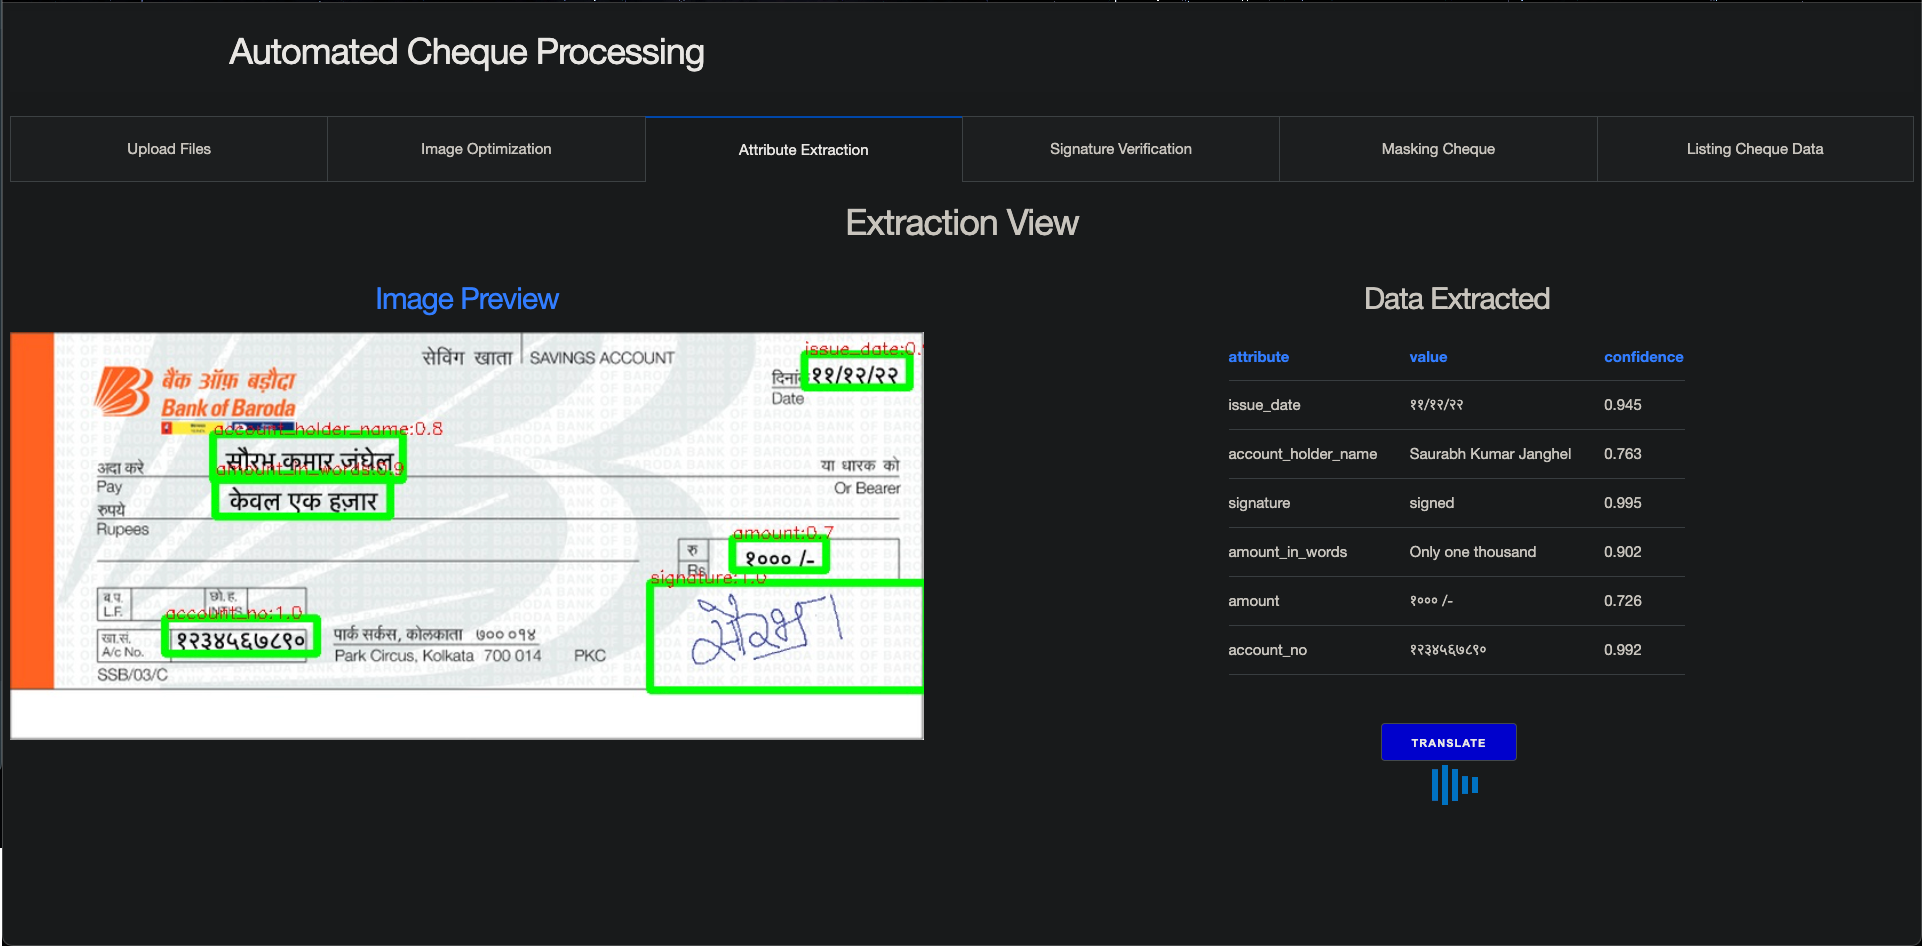 Automated Cheque Processing
Upload Files
Image Optimization
Attribute Extraction
Signature Verification
Masking Cheque
Listing Cheque Data
Extraction View
Image Preview
सेविंग खाता SAVINGS ACCOUNT
issue_date:0.
दिनांक ११/१२/२२
Date
बैंक ऑफ़ बड़ौदा
Bank of Baroda
account_holder_name:0.8
अदा करे सौरभ कुमार जंघेल या धारक को
Pay Or Bearer
amount_in_words:0.9
रुपये केवल एक हज़ार
Rupees
amount:0.7
रु १००० /-
Rs
signature:1.0
सौरभ
ब.प. छो.ह.
L.F. INT'LS
account_no:1.0
खा.सं. १२३४५६७८९०
A/c No.
पार्क सर्कस, कोलकाता ७०० ०१४
Park Circus, Kolkata 700 014 PKC
SSB/03/C
Data Extracted
attribute value confidence
issue_date ११/१२/२२ 0.945
account_holder_name Saurabh Kumar Janghel 0.763
signature signed 0.995
amount_in_words Only one thousand 0.902
amount १००० /- 0.726
account_no १२३४५६७८९० 0.992
TRANSLATE